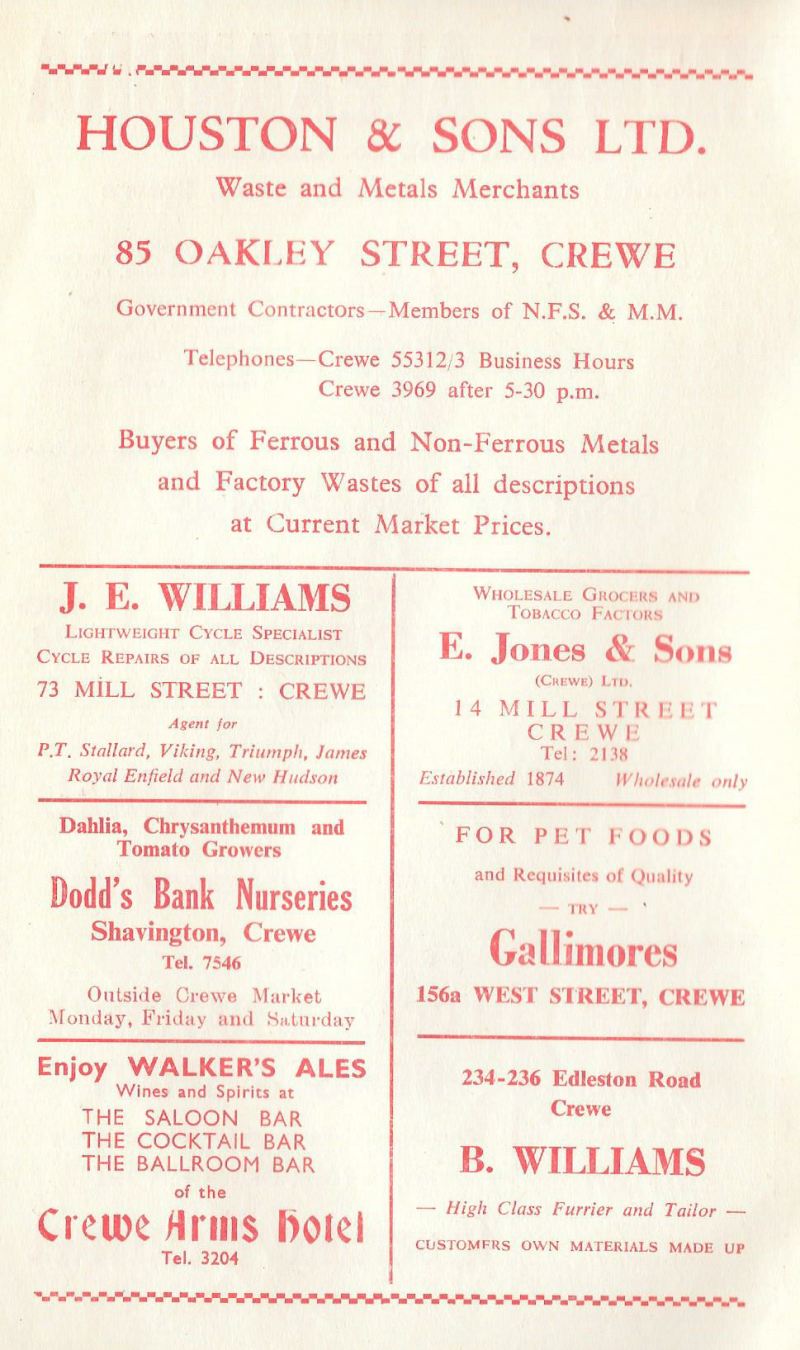 HOUSTON & SONS LTD.
Waste and Metals Merchants
85 OAKLEY STREET, CREWE
Government Contractors—Members of N.F.S. & M.M.
Telephones—Crewe 55312/3 Business Hours
Crewe 3969 after 5-30 p.m.
Buyers of Ferrous and Non-Ferrous Metals
and Factory Wastes of all descriptions
at Current Market Prices.
J. E. WILLIAMS
LIGHTWEIGHT CYCLE SPECIALIST
CYCLE REPAIRS OF ALL DESCRIPTIONS
73 MILL STREET : CREWE
Agent for
P.T. Stallard, Viking, Triumph, James
Royal Enfield and New Hudson
Dahlia, Chrysanthemum and
Tomato Growers
Dodd's Bank Nurseries
Shavington, Crewe
Tel. 7546
Outside Crewe Market
Monday, Friday and Saturday
Enjoy WALKER'S ALES
Wines and Spirits at
THE SALOON BAR
THE COCKTAIL BAR
THE BALLROOM BAR
of the
Crewe Arms Hotel
Tel. 3204
WHOLESALE GROCERS AND
TOBACCO FACTORS
E. Jones & Sons
(CREWE) LTD.
14 MILL STREET
CREWE
Tel: 2138
Established 1874 Wholesale only
FOR PET FOODS
and Requisites of Quality
— TRY —
Gallimores
156a WEST STREET, CREWE
234-236 Edleston Road
Crewe
B. WILLIAMS
— High Class Furrier and Tailor —
CUSTOMERS OWN MATERIALS MADE UP